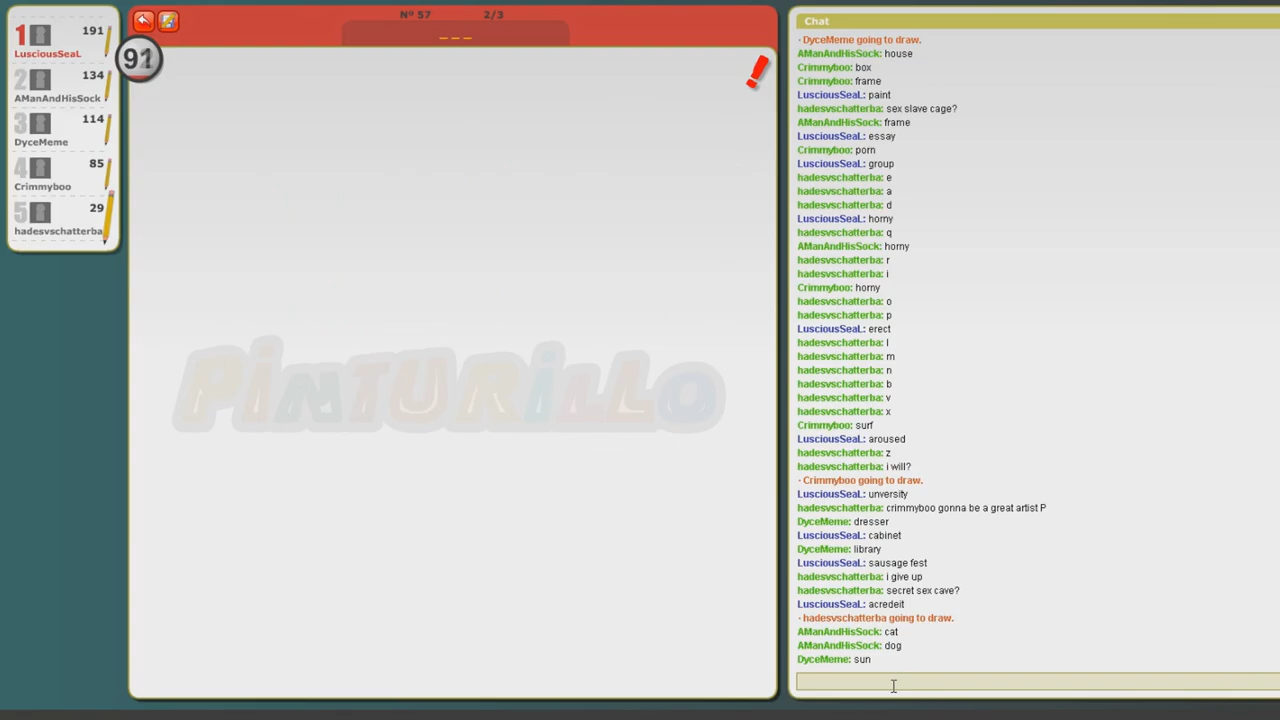 1 191
LusciousSeaL
2 134
AManAndHisSock
3 114
DyceMeme
4 85
Crimmyboo
5 29
hadesvschatterba
91
Nº 57 2/3
_ _ _
PINTURILLO
Chat
· DyceMeme going to draw.
AManAndHisSock: house
Crimmyboo: box
Crimmyboo: frame
LusciousSeaL: paint
hadesvschatterba: sex slave cage?
AManAndHisSock: frame
LusciousSeaL: essay
Crimmyboo: porn
LusciousSeaL: group
hadesvschatterba: e
hadesvschatterba: a
hadesvschatterba: d
LusciousSeaL: horny
hadesvschatterba: q
AManAndHisSock: horny
hadesvschatterba: r
hadesvschatterba: i
Crimmyboo: horny
hadesvschatterba: o
hadesvschatterba: p
LusciousSeaL: erect
hadesvschatterba: l
hadesvschatterba: m
hadesvschatterba: n
hadesvschatterba: b
hadesvschatterba: v
hadesvschatterba: x
Crimmyboo: surf
LusciousSeaL: aroused
hadesvschatterba: z
hadesvschatterba: i will?
· Crimmyboo going to draw.
LusciousSeaL: unversity
hadesvschatterba: crimmyboo gonna be a great artist P
DyceMeme: dresser
LusciousSeaL: cabinet
DyceMeme: library
LusciousSeaL: sausage fest
hadesvschatterba: i give up
hadesvschatterba: secret sex cave?
LusciousSeaL: acredeit
· hadesvschatterba going to draw.
AManAndHisSock: cat
AManAndHisSock: dog
DyceMeme: sun